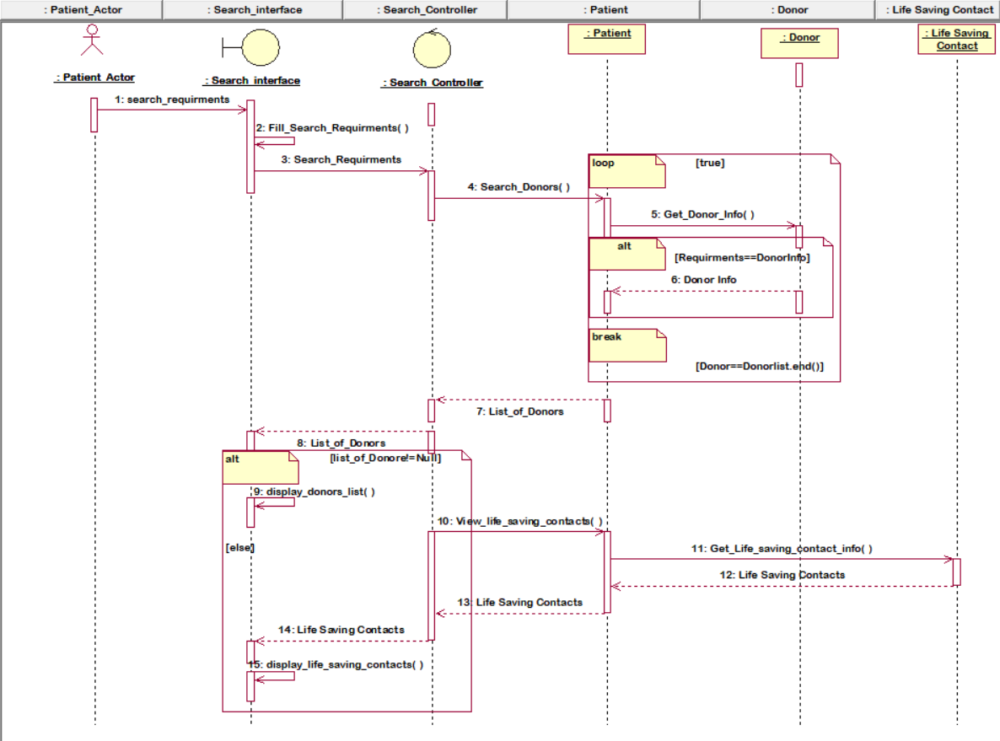 : Patient_Actor
: Search_interface
: Search_Controller
: Patient
: Donor
: Life Saving Contact
: Patient_Actor
: Search_interface
: Search_Controller
: Patient
: Donor
: Life Saving
Contact
1: search_requirments
2: Fill_Search_Requirments( )
3: Search_Requirments
loop
[true]
4: Search_Donors( )
5: Get_Donor_Info( )
alt
[Requirments==DonorInfo]
6: Donor Info
break
[Donor==Donorlist.end()]
7: List_of_Donors
8: List_of_Donors
alt
[list_of_Donore!=Null]
9: display_donors_list( )
10: View_life_saving_contacts( )
[else]
11: Get_Life_saving_contact_info( )
12: Life Saving Contacts
13: Life Saving Contacts
14: Life Saving Contacts
15: display_life_saving_contacts( )